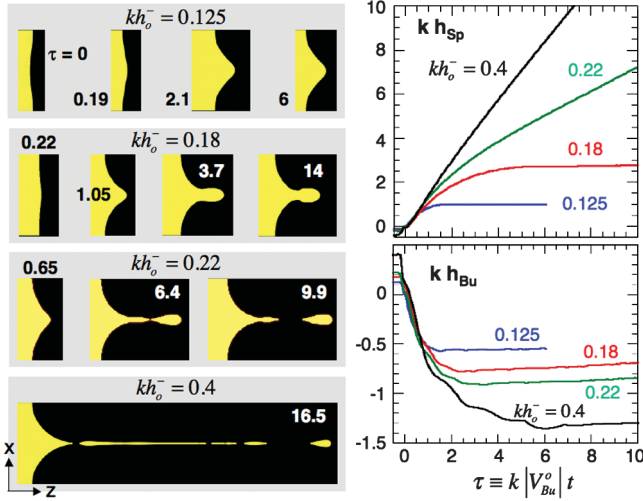 kh_o^- = 0.125
τ = 0
0.19
2.1
6
kh_o^- = 0.18
0.22
1.05
3.7
14
kh_o^- = 0.22
0.65
6.4
9.9
kh_o^- = 0.4
16.5
X
Z
10
8
6
4
2
0
k h_Sp
kh_o^- = 0.4
0.22
0.18
0.125
0
-0.5
-1
-1.5
k h_Bu
0.125
0.18
0.22
kh_o^- = 0.4
0 2 4 6 8 10
τ ≡ k |V_Bu^o| t